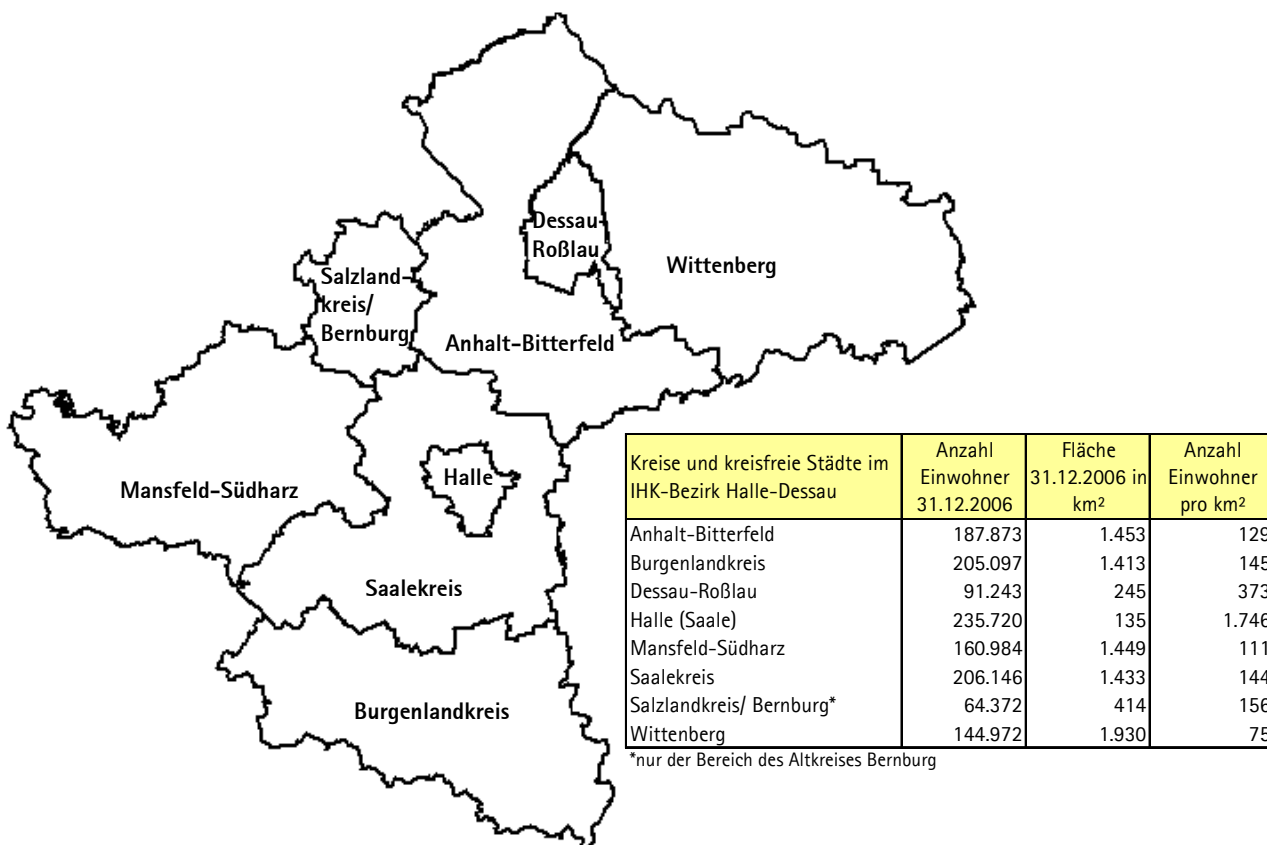 Dessau-
Roßlau
Wittenberg
Salzland-
kreis/
Bernburg
Anhalt-Bitterfeld
Mansfeld-Südharz
Halle
Saalekreis
Burgenlandkreis
Kreise und kreisfreie Städte im IHK-Bezirk Halle-Dessau | Anzahl Einwohner 31.12.2006 | Fläche 31.12.2006 in km² | Anzahl Einwohner pro km²
Anhalt-Bitterfeld 187.873 1.453 129
Burgenlandkreis 205.097 1.413 145
Dessau-Roßlau 91.243 245 373
Halle (Saale) 235.720 135 1.746
Mansfeld-Südharz 160.984 1.449 111
Saalekreis 206.146 1.433 144
Salzlandkreis/ Bernburg* 64.372 414 156
Wittenberg 144.972 1.930 75
*nur der Bereich des Altkreises Bernburg